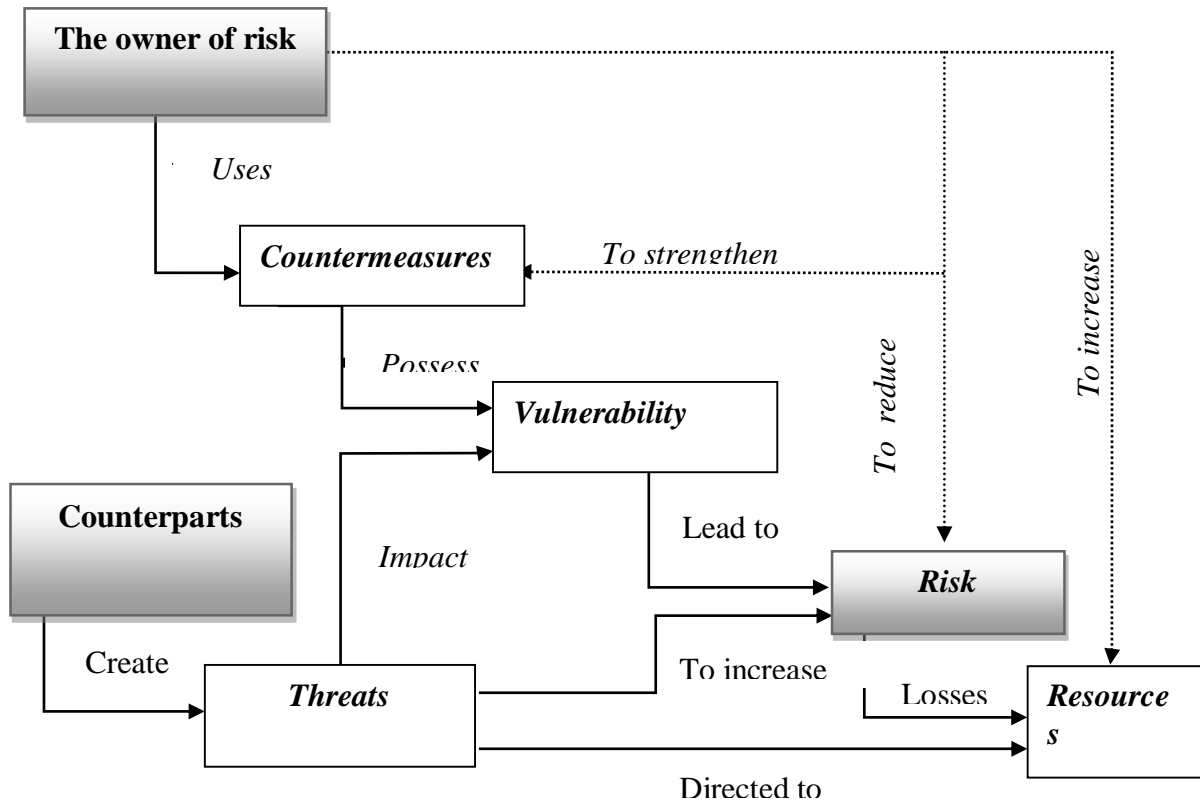 The owner of risk
Uses
Countermeasures
To strengthen
To increase
Possess
To reduce
Vulnerability
Counterparts
Lead to
Impact
Risk
Create
To increase
Threats
Losses
Resource
s
Directed to